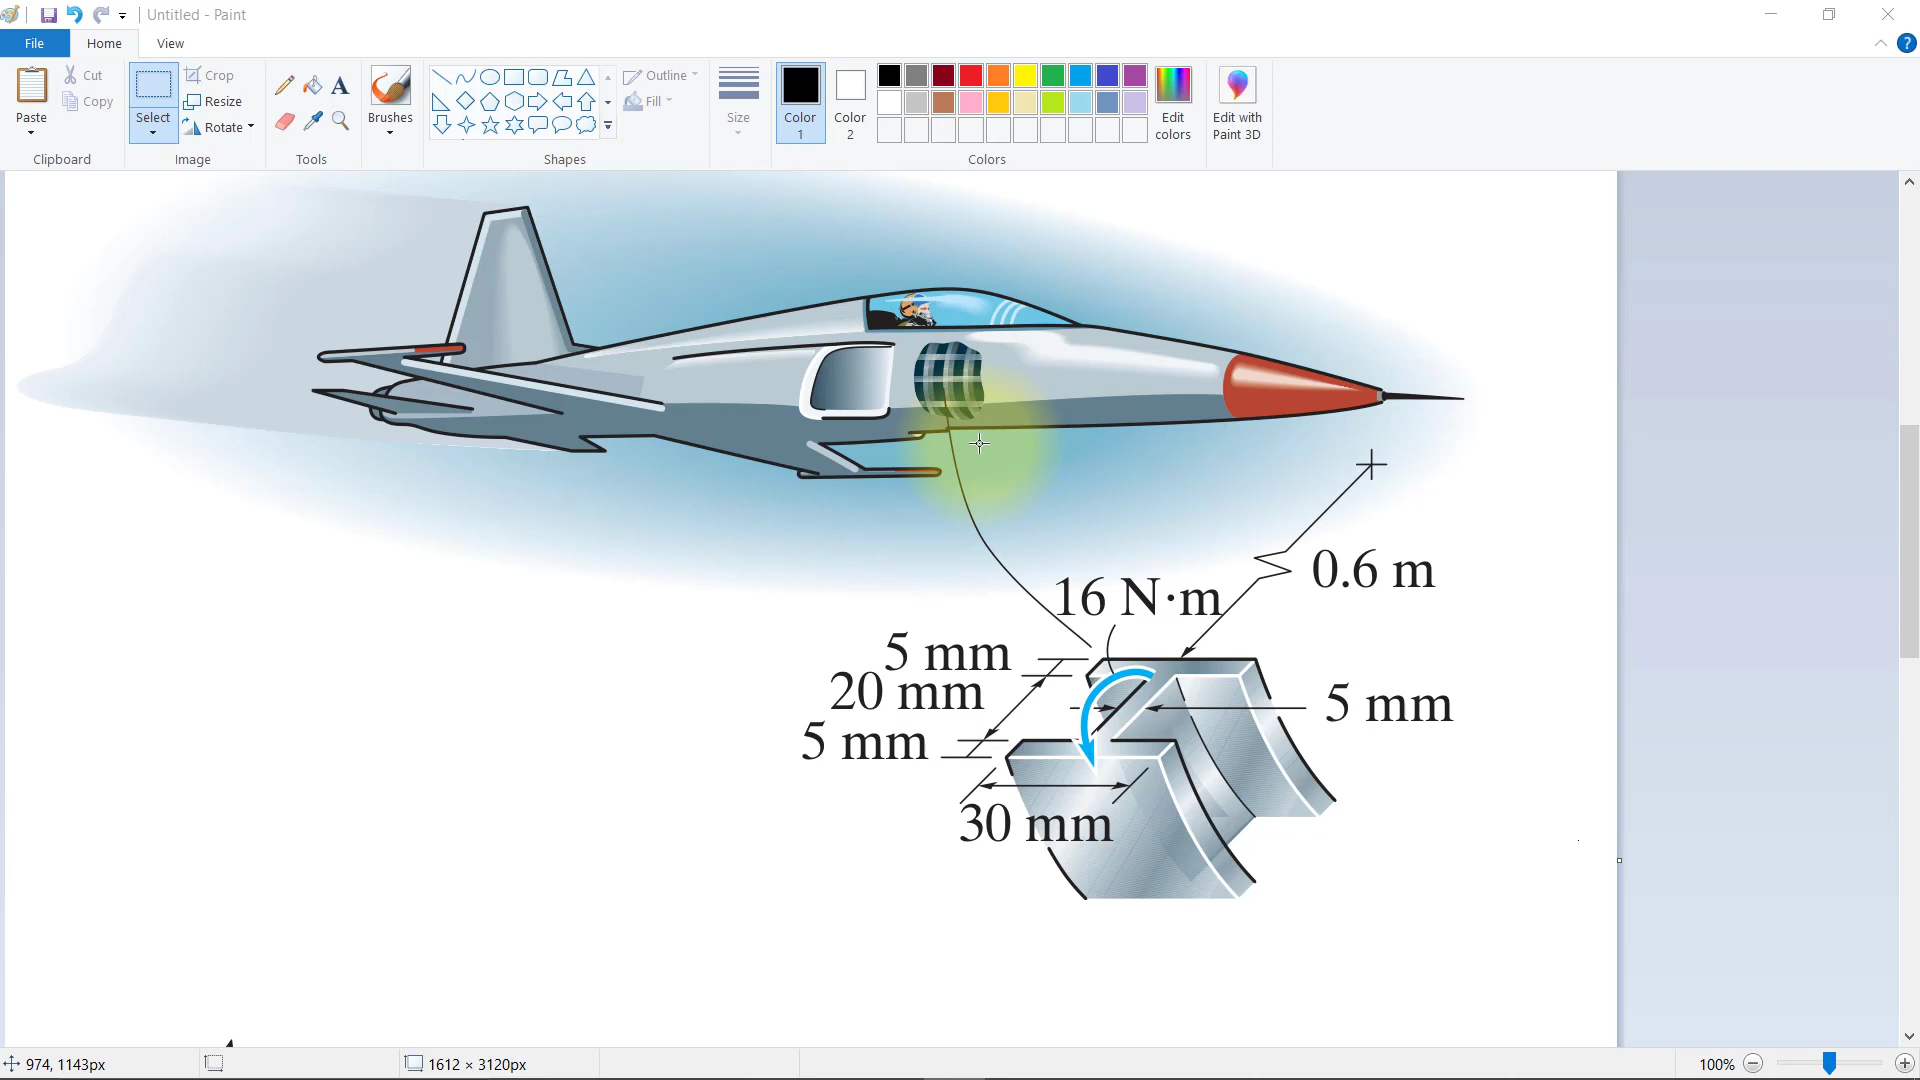 Untitled - Paint
File Home View
Paste
Cut
Copy
Clipboard
Select
Crop
Resize
Rotate
Image
Tools
Brushes
Shapes
Outline
Fill
Size
Color 1
Color 2
Colors
Edit colors
Edit with Paint 3D
0.6 m
16 N·m
5 mm
20 mm
5 mm
5 mm
30 mm
974, 1143px
1612 × 3120px
100%